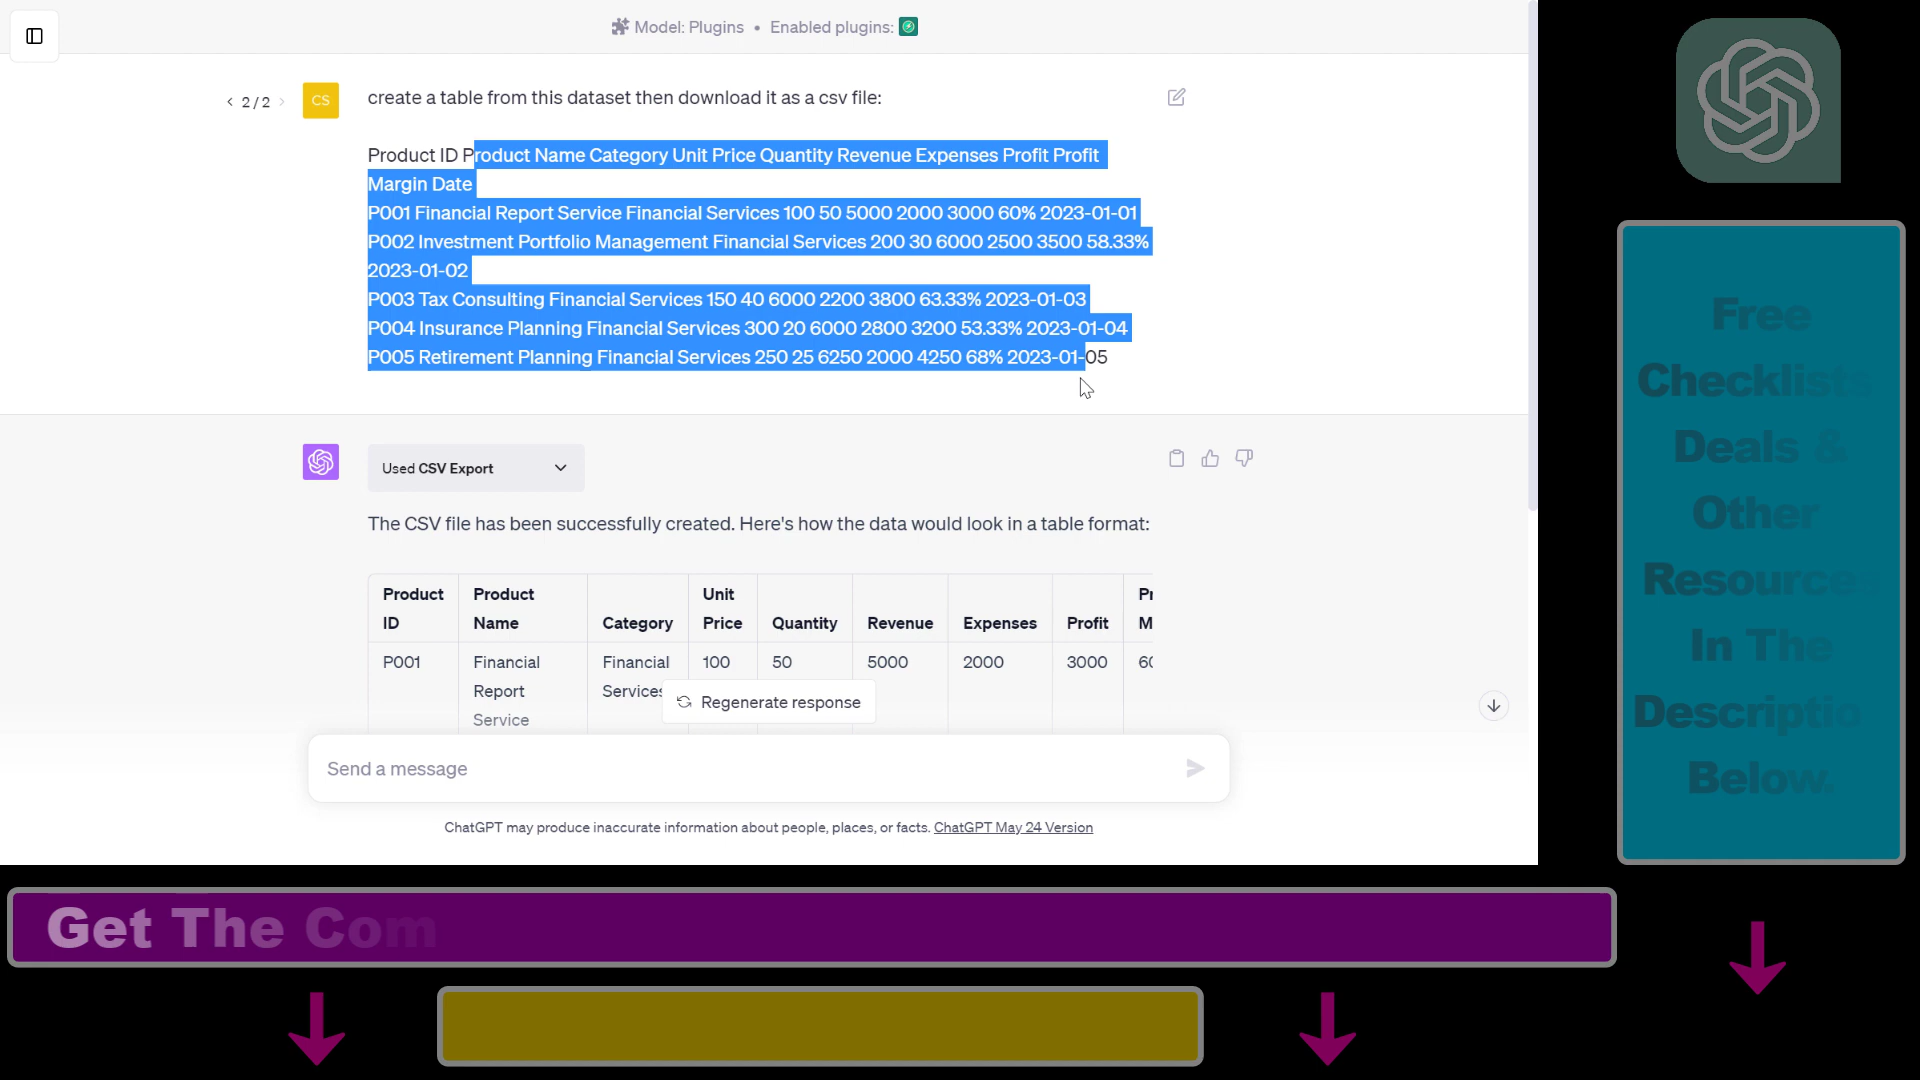 Model: Plugins • Enabled plugins:
2 / 2
CS
create a table from this dataset then download it as a csv file:
Product ID Product Name Category Unit Price Quantity Revenue Expenses Profit Profit
Margin Date
P001 Financial Report Service Financial Services 100 50 5000 2000 3000 60% 2023-01-01
P002 Investment Portfolio Management Financial Services 200 30 6000 2500 3500 58.33%
2023-01-02
P003 Tax Consulting Financial Services 150 40 6000 2200 3800 63.33% 2023-01-03
P004 Insurance Planning Financial Services 300 20 6000 2800 3200 53.33% 2023-01-04
P005 Retirement Planning Financial Services 250 25 6250 2000 4250 68% 2023-01-05
Used CSV Export
The CSV file has been successfully created. Here's how the data would look in a table format:
Product Product Unit Pr
ID Name Category Price Quantity Revenue Expenses Profit M
P001 Financial Financial 100 50 5000 2000 3000 60
Report Services
Service
Regenerate response
Send a message
ChatGPT may produce inaccurate information about people, places, or facts. ChatGPT May 24 Version
Free
Checklists
Deals &
Other
Resources
In The
Descriptio
Below.
Get The Com